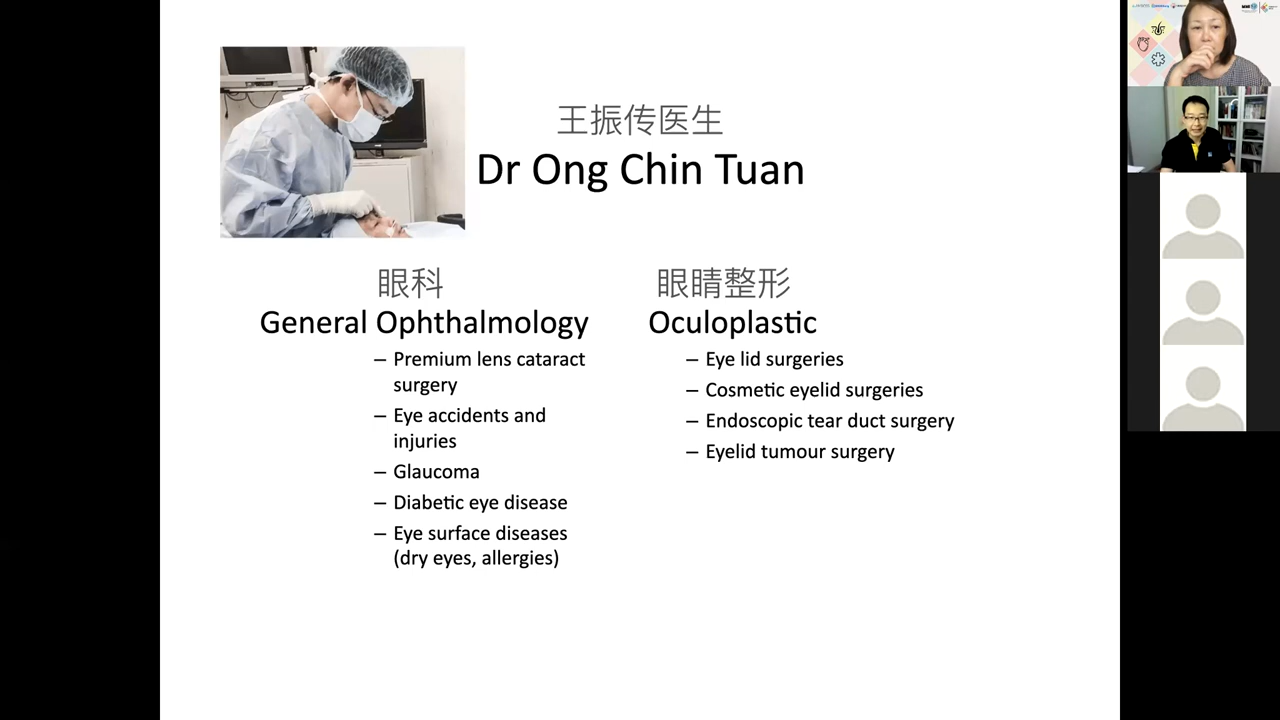 王振传医生
Dr Ong Chin Tuan
眼科
General Ophthalmology
– Premium lens cataract
surgery
– Eye accidents and
injuries
– Glaucoma
– Diabetic eye disease
– Eye surface diseases
(dry eyes, allergies)
眼睛整形
Oculoplastic
– Eye lid surgeries
– Cosmetic eyelid surgeries
– Endoscopic tear duct surgery
– Eyelid tumour surgery